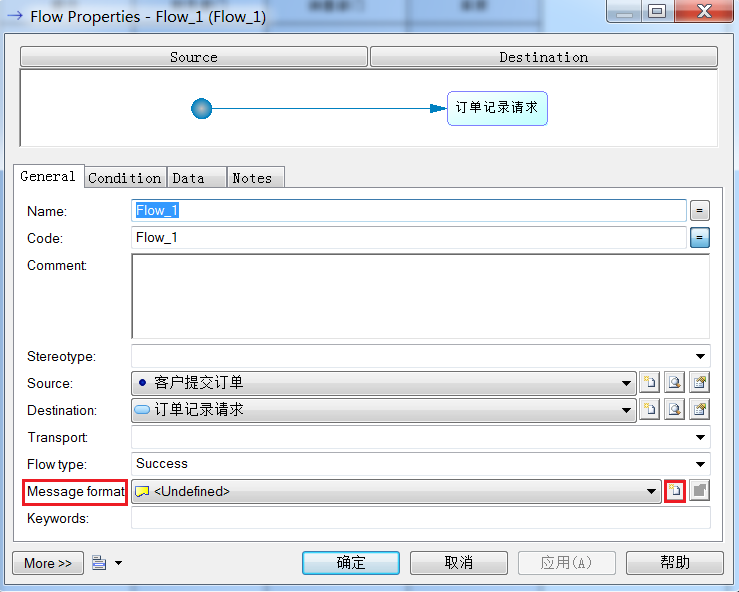 Flow Properties - Flow_1 (Flow_1)
Source Destination
订单记录请求
General Condition Data Notes
Name: Flow_1 =
Code: Flow_1 =
Comment:
Stereotype:
Source: 客户提交订单
Destination: 订单记录请求
Transport:
Flow type: Success
Message format: <Undefined>
Keywords:
More >> 确定 取消 应用(A) 帮助